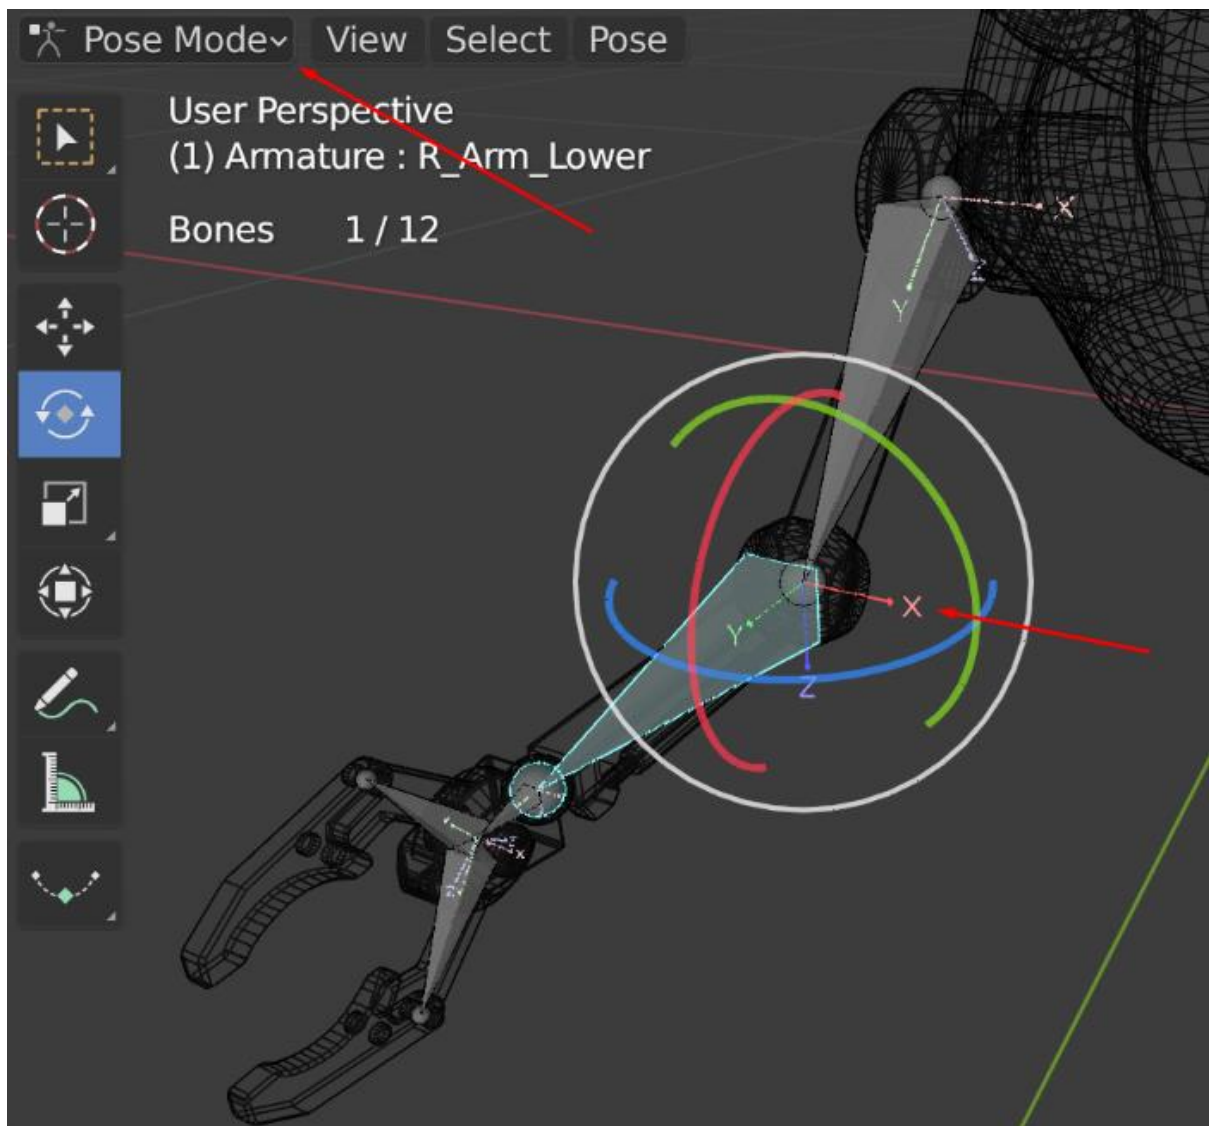 Pose Mode View Select Pose
User Perspective
(1) Armature : R_Arm_Lower
Bones 1 / 12
X
Y
X
Y
Z
X